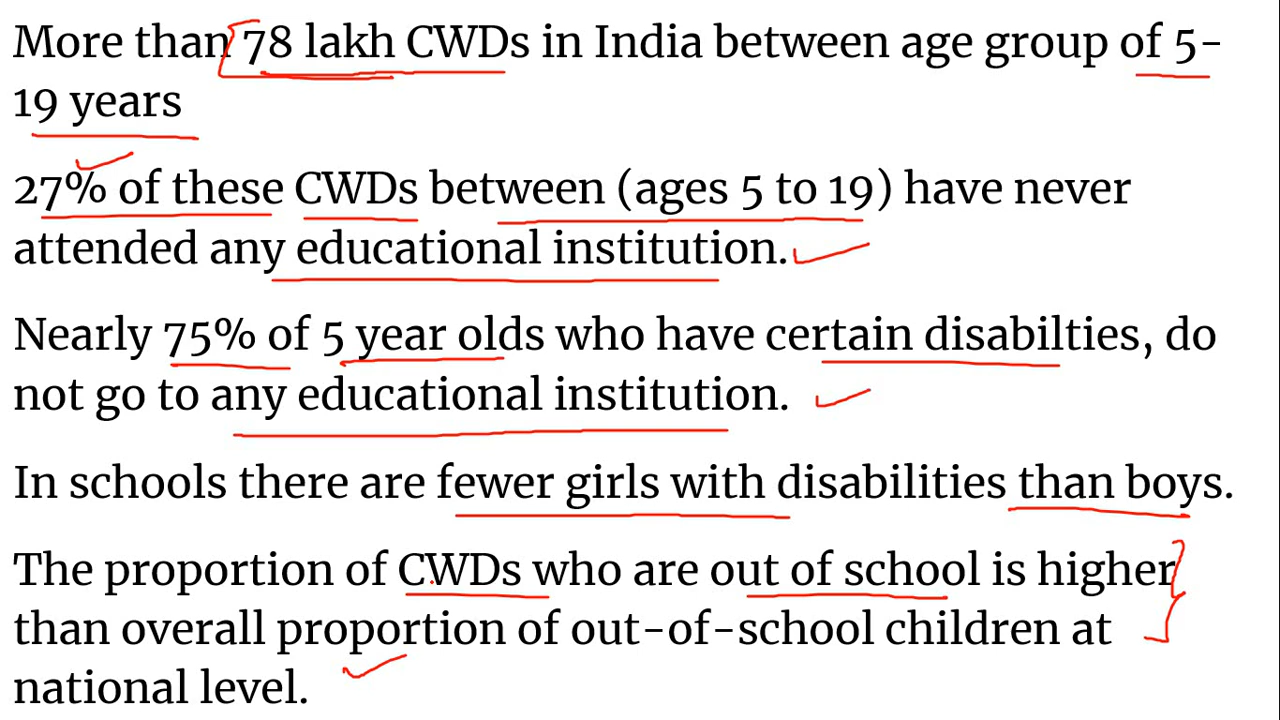 More than 78 lakh CWDs in India between age group of 5-
19 years
27% of these CWDs between (ages 5 to 19) have never
attended any educational institution.
Nearly 75% of 5 year olds who have certain disabilties, do
not go to any educational institution.
In schools there are fewer girls with disabilities than boys.
The proportion of CWDs who are out of school is higher
than overall proportion of out-of-school children at
national level.